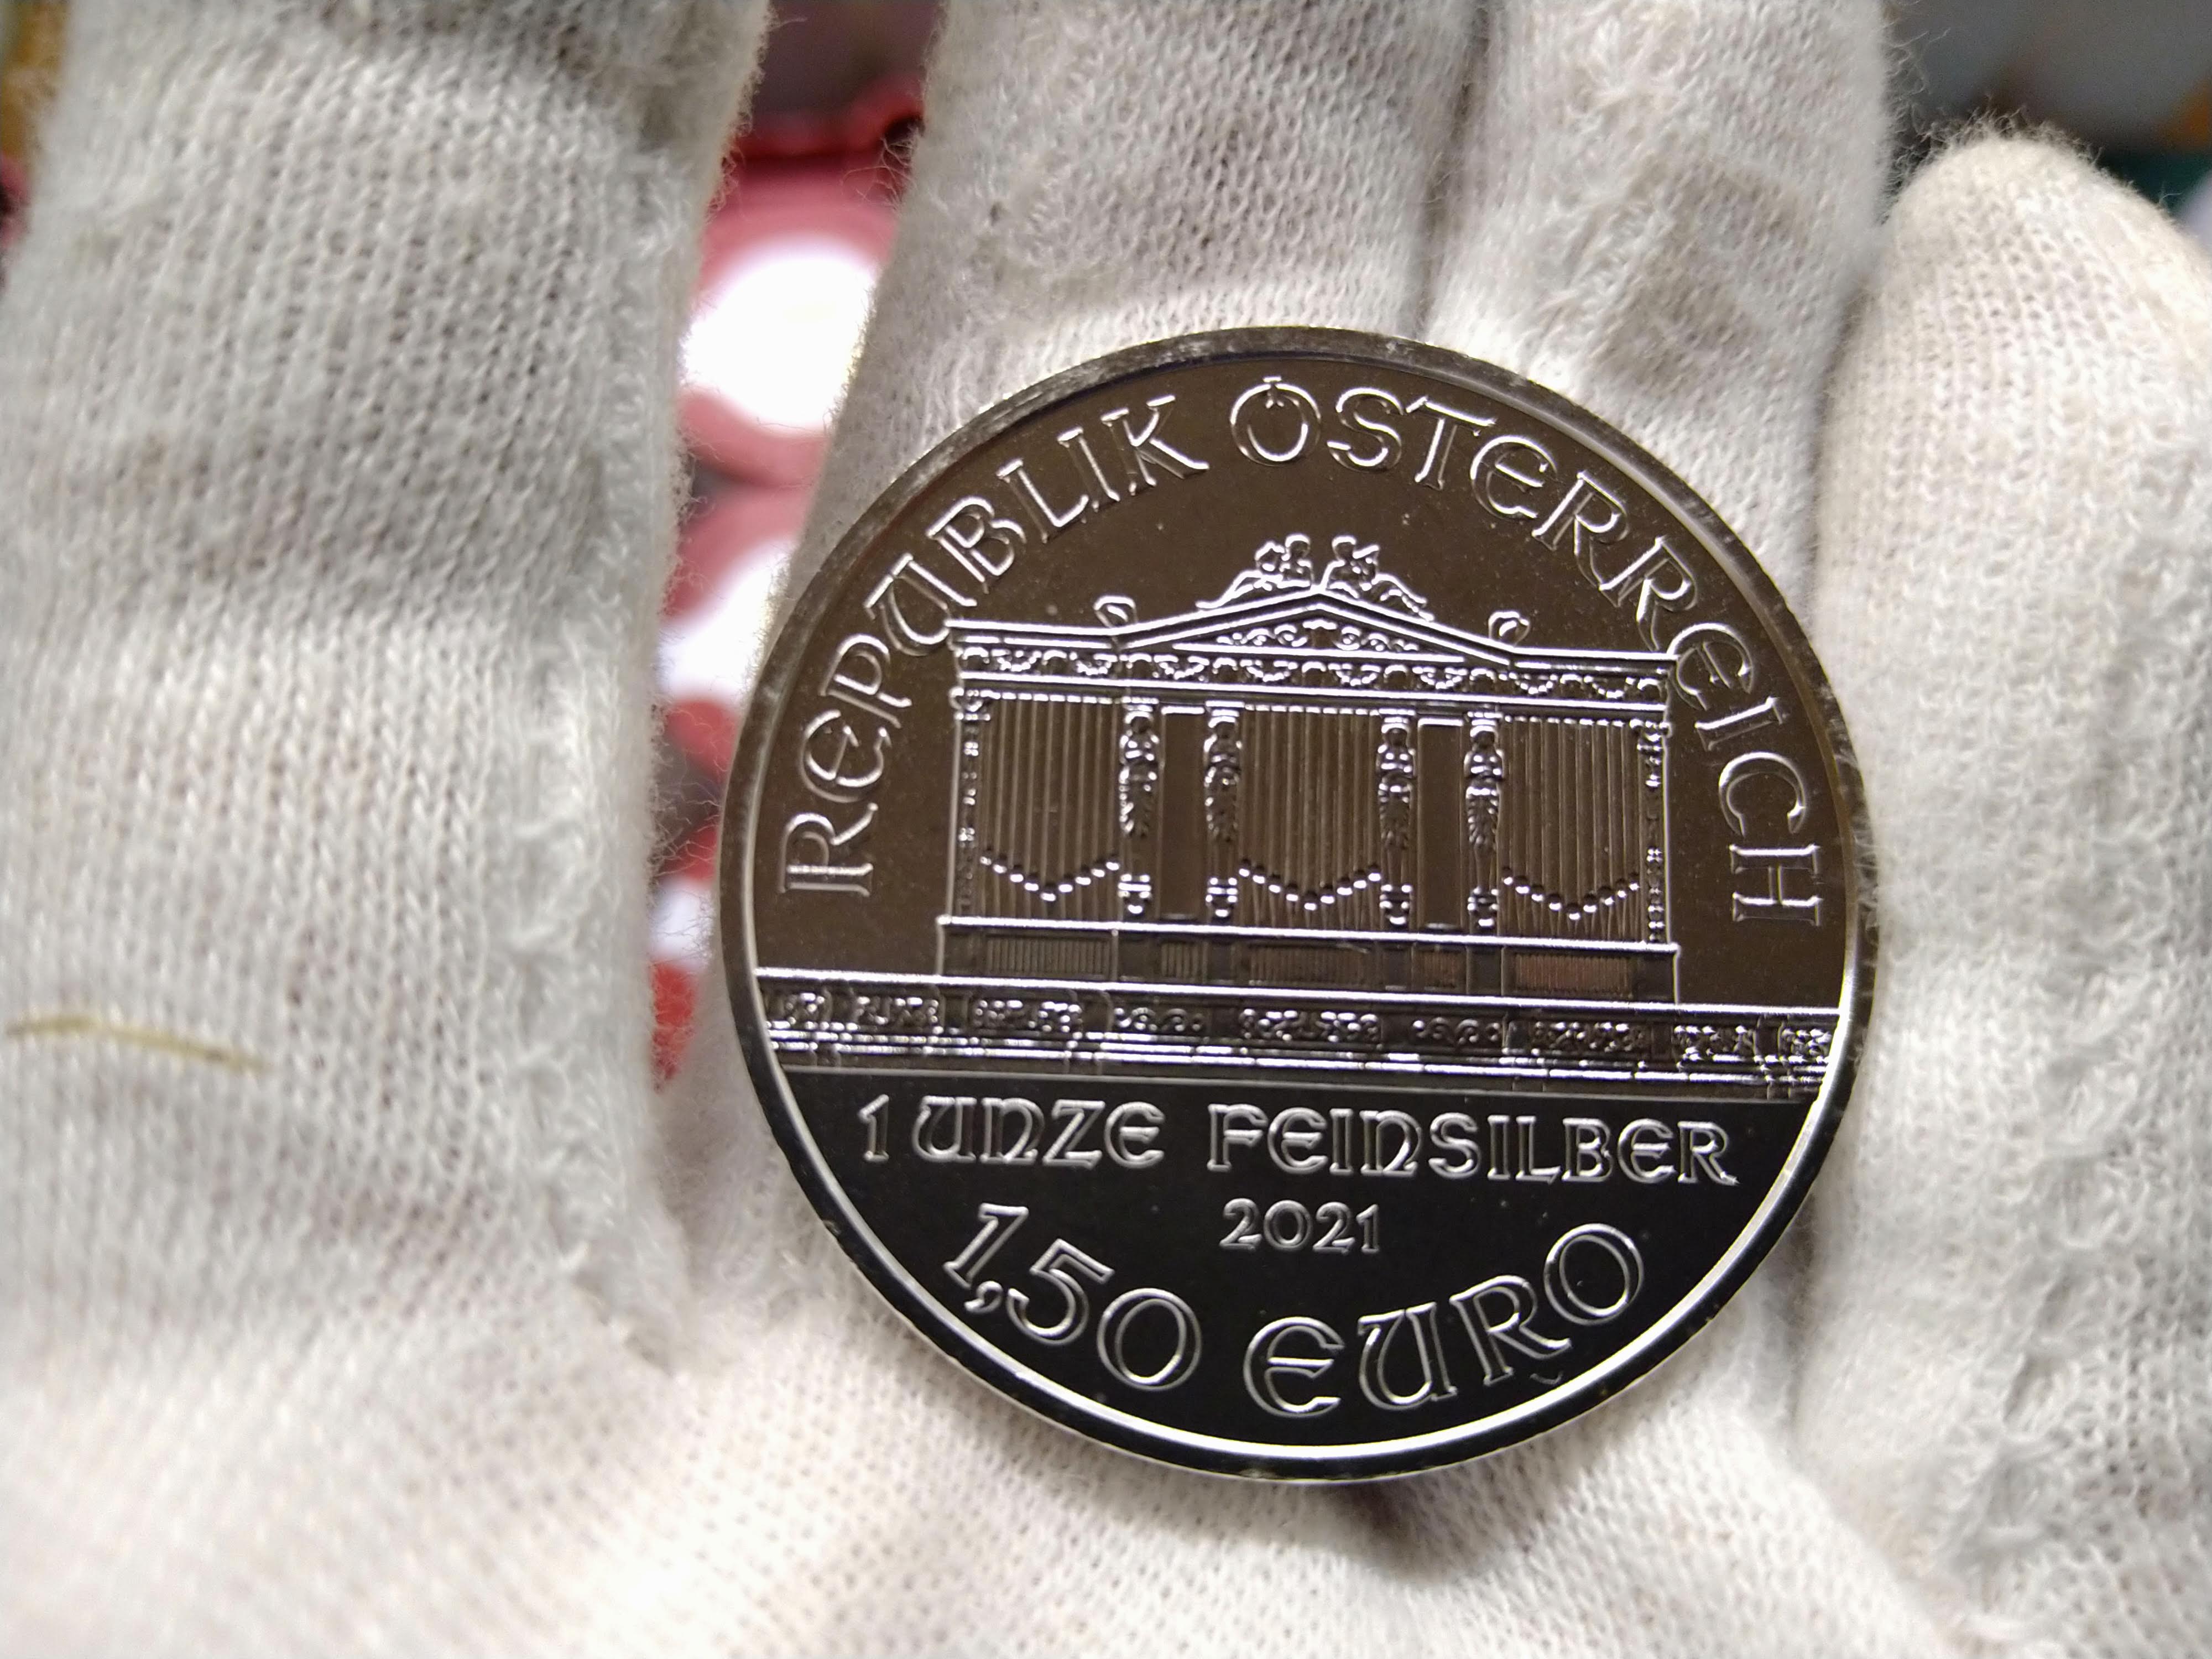 REPUBLIK ÖSTERREICH
1 UNZE FEINSILBER
2021
1,50 EURO